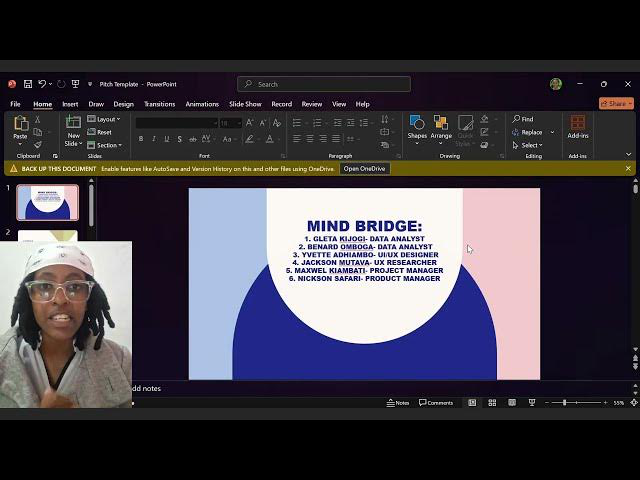 Pitch Template - PowerPoint
Search
File Home Insert Draw Design Transitions Animations Slide Show Record Review View Help
Share
Paste
New Slide
Layout
Reset
Section
Shapes
Arrange
Quick Styles
Find
Replace
Select
Add-ins
Clipboard
Slides
Font
Paragraph
Drawing
Editing
Add-ins
BACK UP THIS DOCUMENT Enable features like AutoSave and Version History on this and other files using OneDrive. Open OneDrive
1
2
MIND BRIDGE:
1. GLETA KIJOGI- DATA ANALYST
2. BENARD OMBOGA- DATA ANALYST
3. YVETTE ADHIAMBO- UI/UX DESIGNER
4. JACKSON MUTAVA- UX RESEARCHER
5. MAXWEL KIAMBATI- PROJECT MANAGER
6. NICKSON SAFARI- PRODUCT MANAGER
dd notes
Notes
Comments
55%